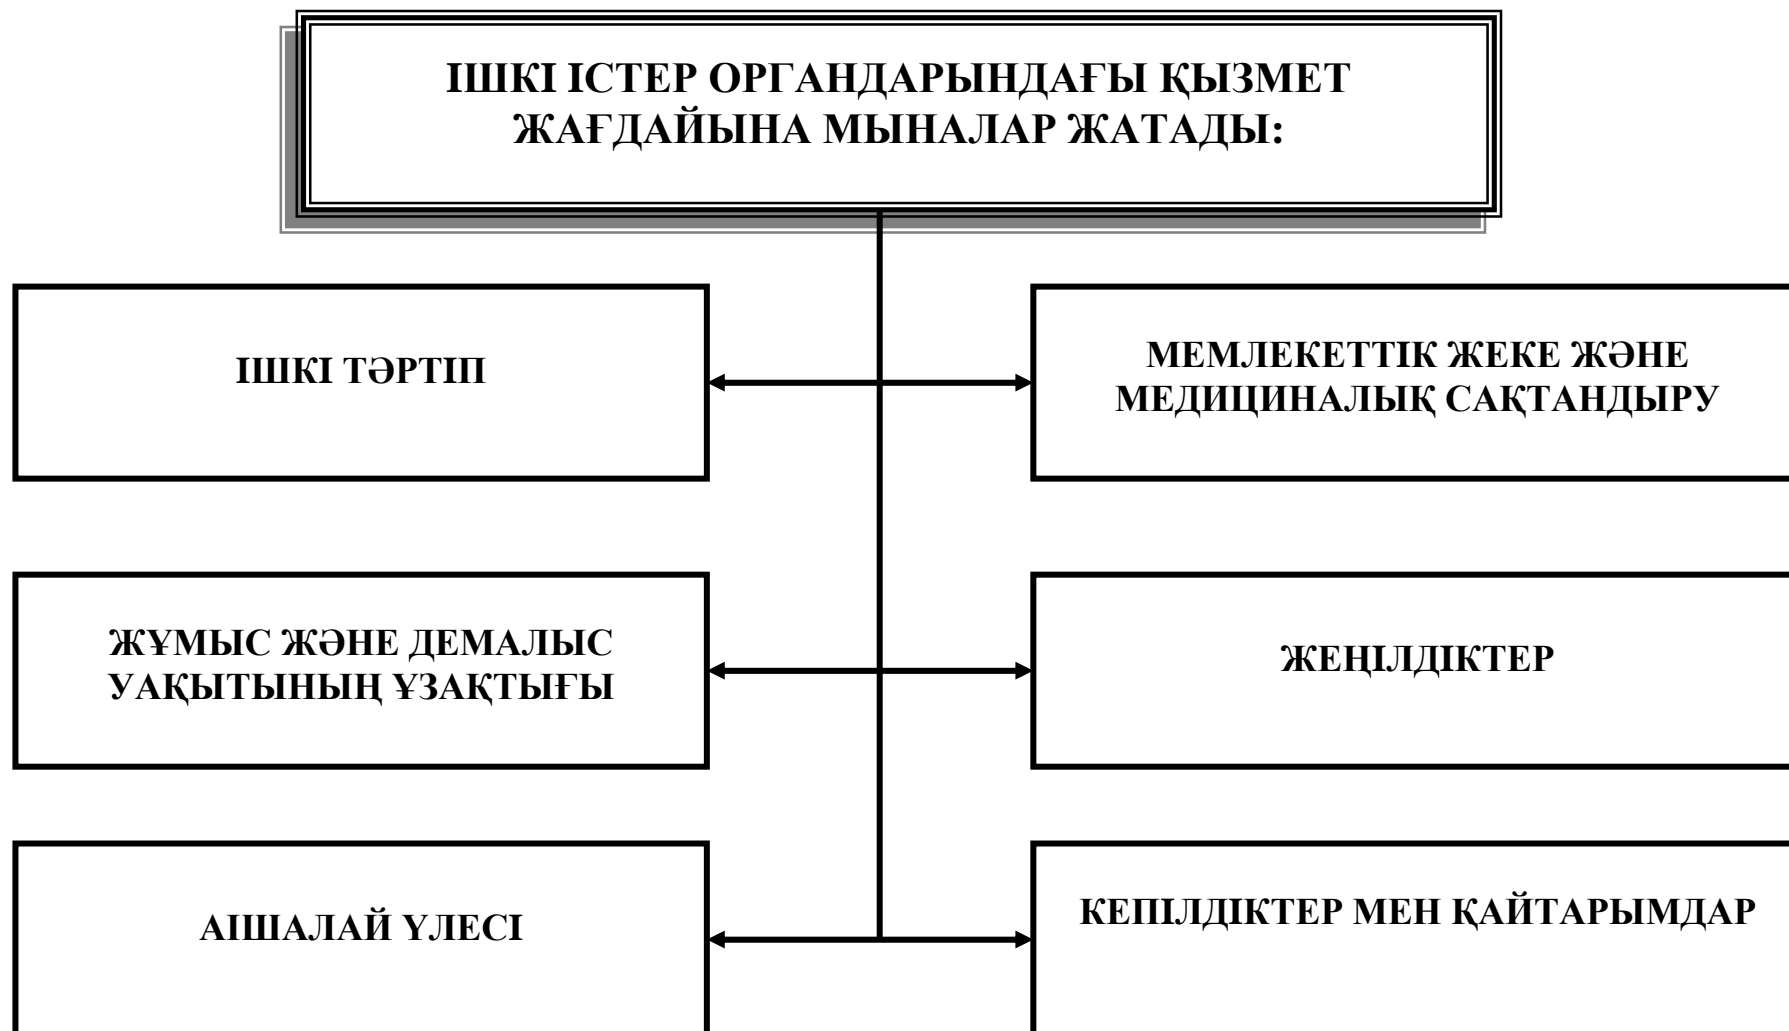 ІШКІ ІСТЕР ОРГАНДАРЫНДАҒЫ ҚЫЗМЕТ
ЖАҒДАЙЫНА МЫНАЛАР ЖАТАДЫ:
ІШКІ ТӘРТІП
МЕМЛЕКЕТТІК ЖЕКЕ ЖӘНЕ
МЕДИЦИНАЛЫҚ САҚТАНДЫРУ
ЖҰМЫС ЖӘНЕ ДЕМАЛЫС
УАҚЫТЫНЫҢ ҰЗАҚТЫҒЫ
ЖЕҢІЛДІКТЕР
АІШАЛАЙ ҮЛЕСІ
КЕПІЛДІКТЕР МЕН ҚАЙТАРЫМДАР